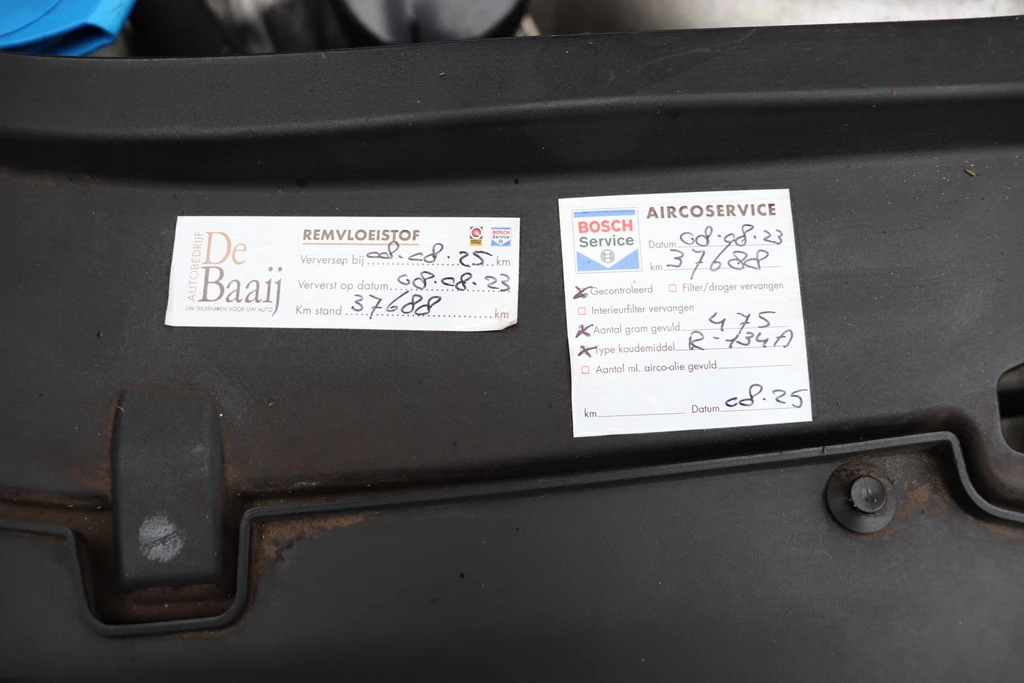 AUTOBEDRIJF
De
Baaij
UW THUISHAVEN VOOR UW AUTO
REMVLOEISTOF
BOSCH
Service
Verversen bij 08.08.25 km
Ververst op datum 08.08.23
Km stand 37688 km
BOSCH
Service
AIRCOSERVICE
Datum 08.08.23
km 37688
Gecontroleerd Filter/droger vervangen
Interieurfilter vervangen
Aantal gram gevuld 475
Type koudemiddel R-134A
Aantal ml. airco-olie gevuld
km Datum 08.25